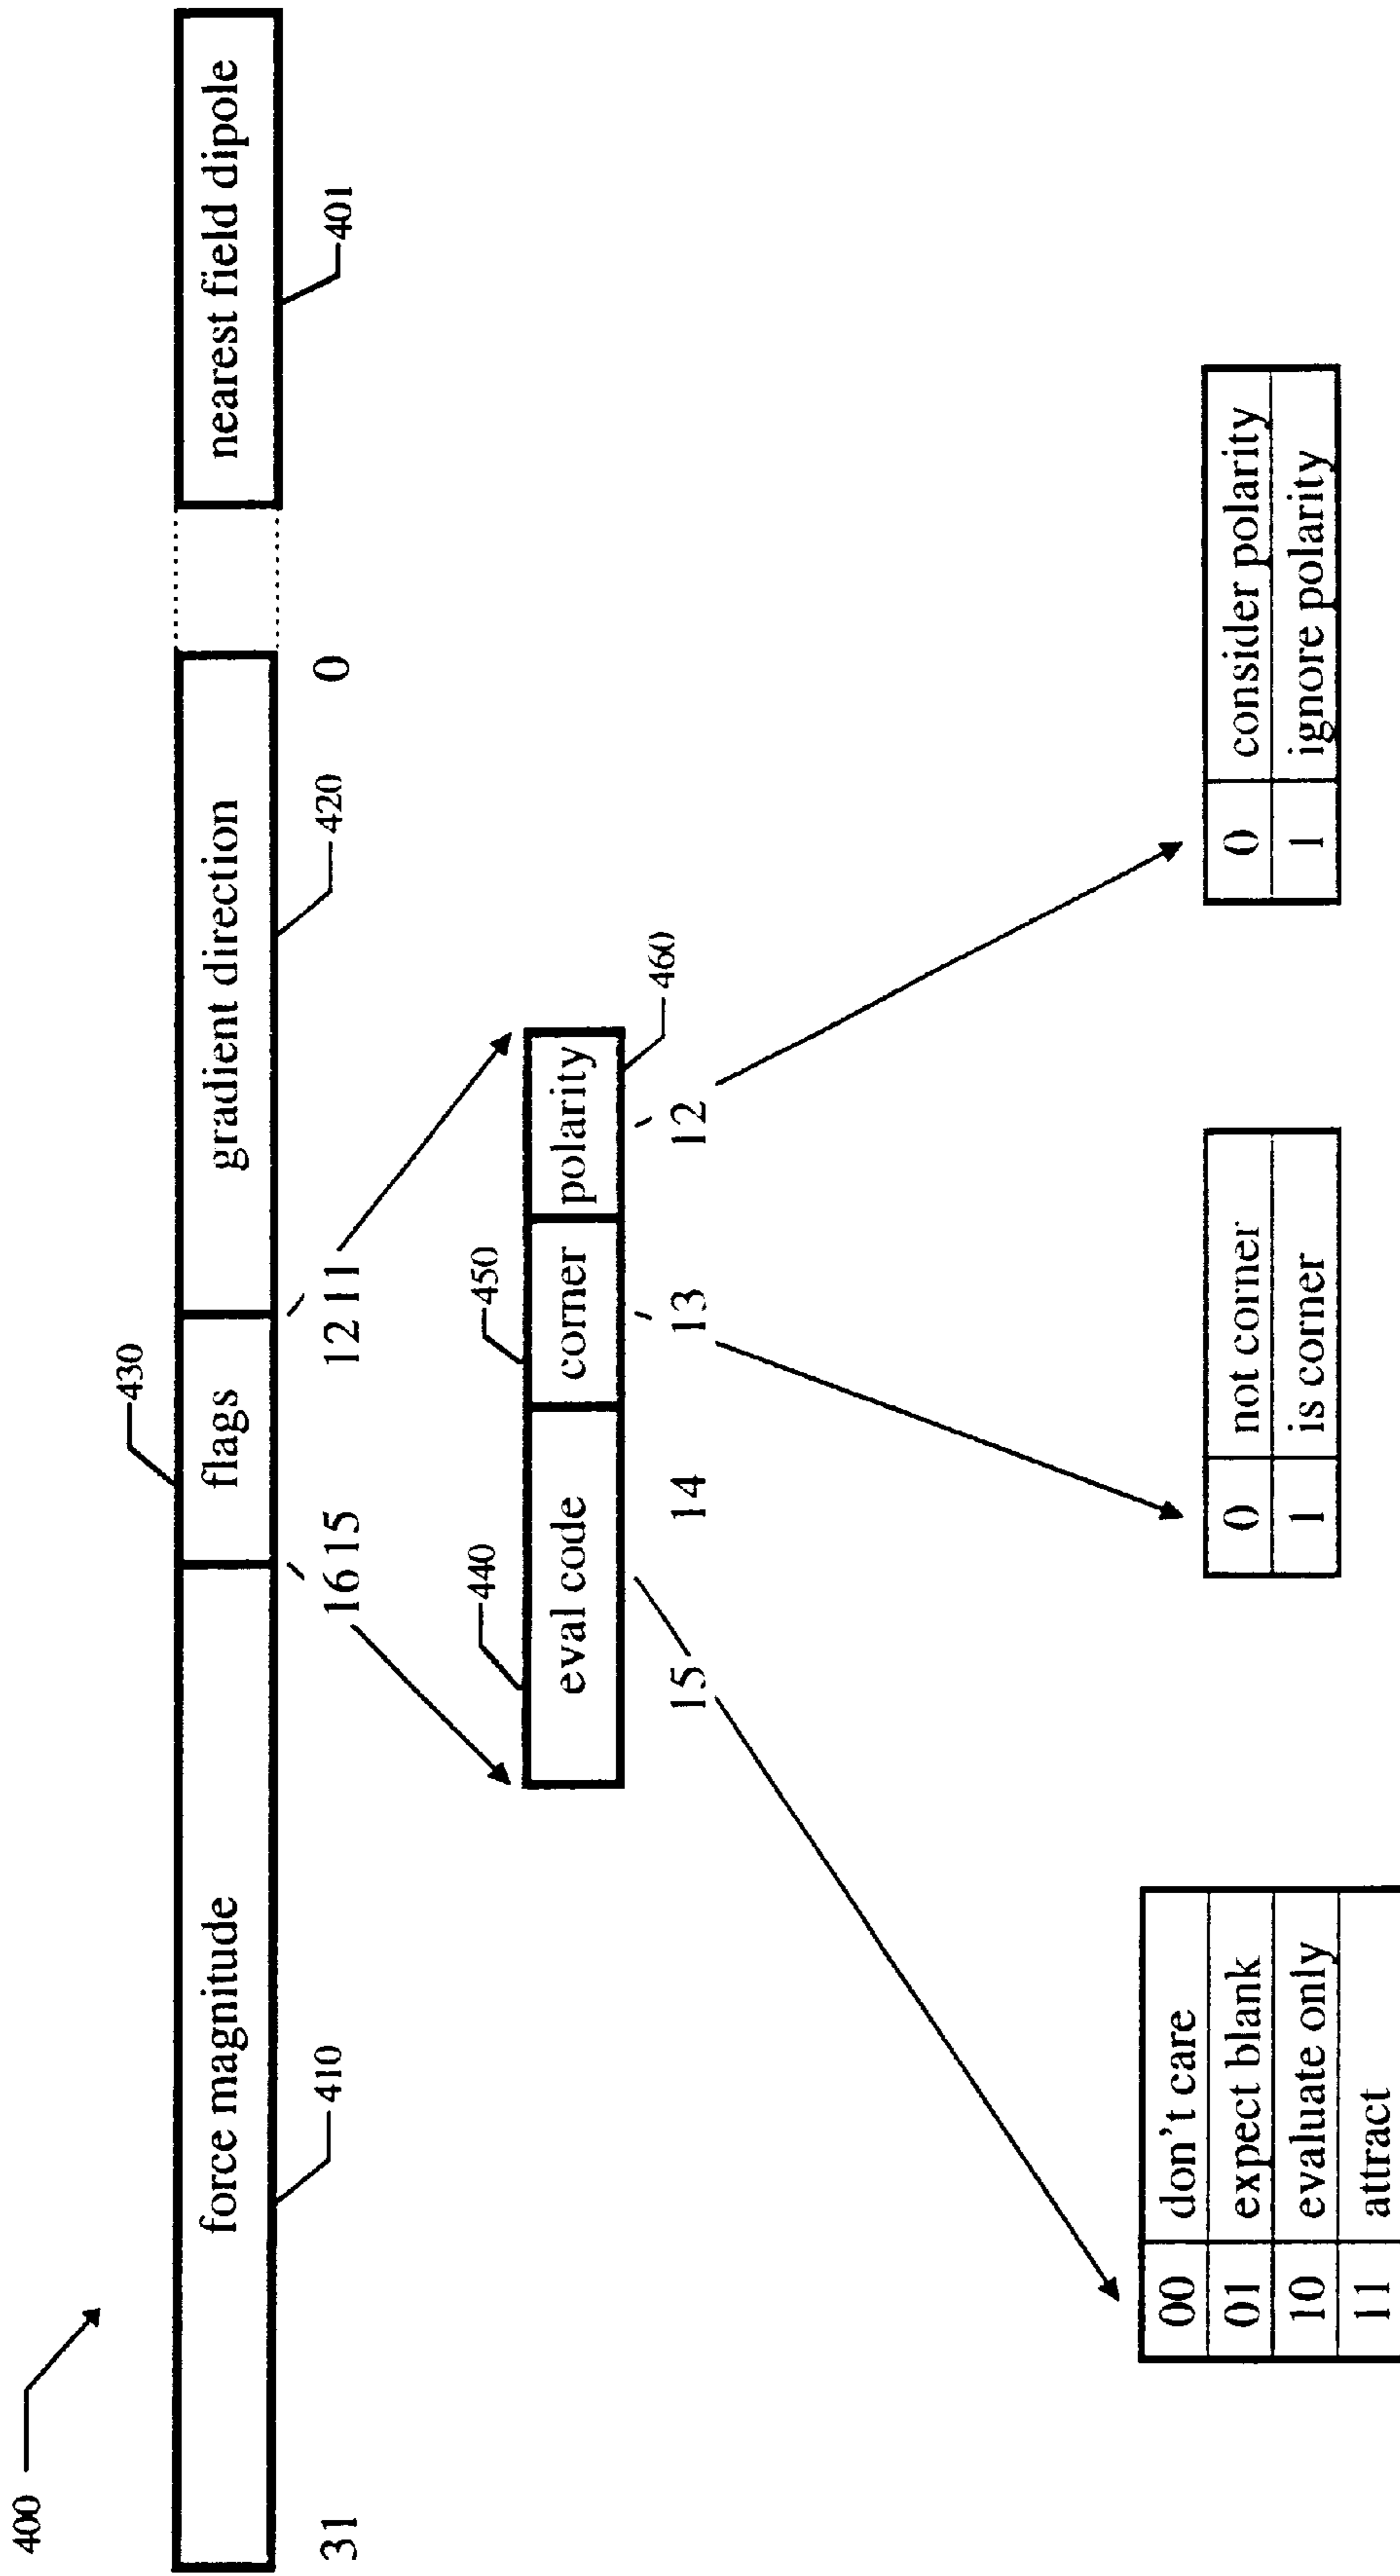 400
430
force magnitude
flags
gradient direction
nearest field dipole
31
410
16 15
12 11
420
0
401
440
450
eval code
corner
polarity
460
15
14
13
12
00 don't care
01 expect blank
10 evaluate only
11 attract
0 not corner
1 is corner
0 consider polarity
1 ignore polarity